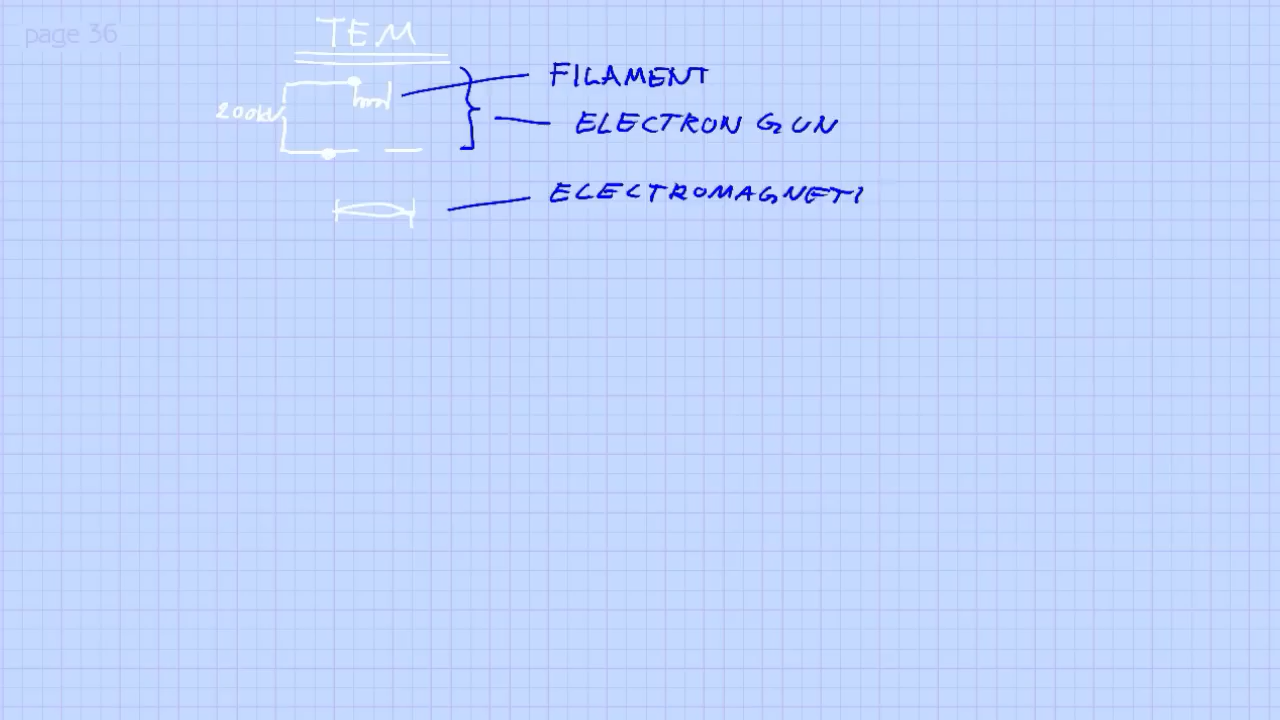 page 36
TEM
FILAMENT
200kV
ELECTRON GUN
ELECTROMAGNETI